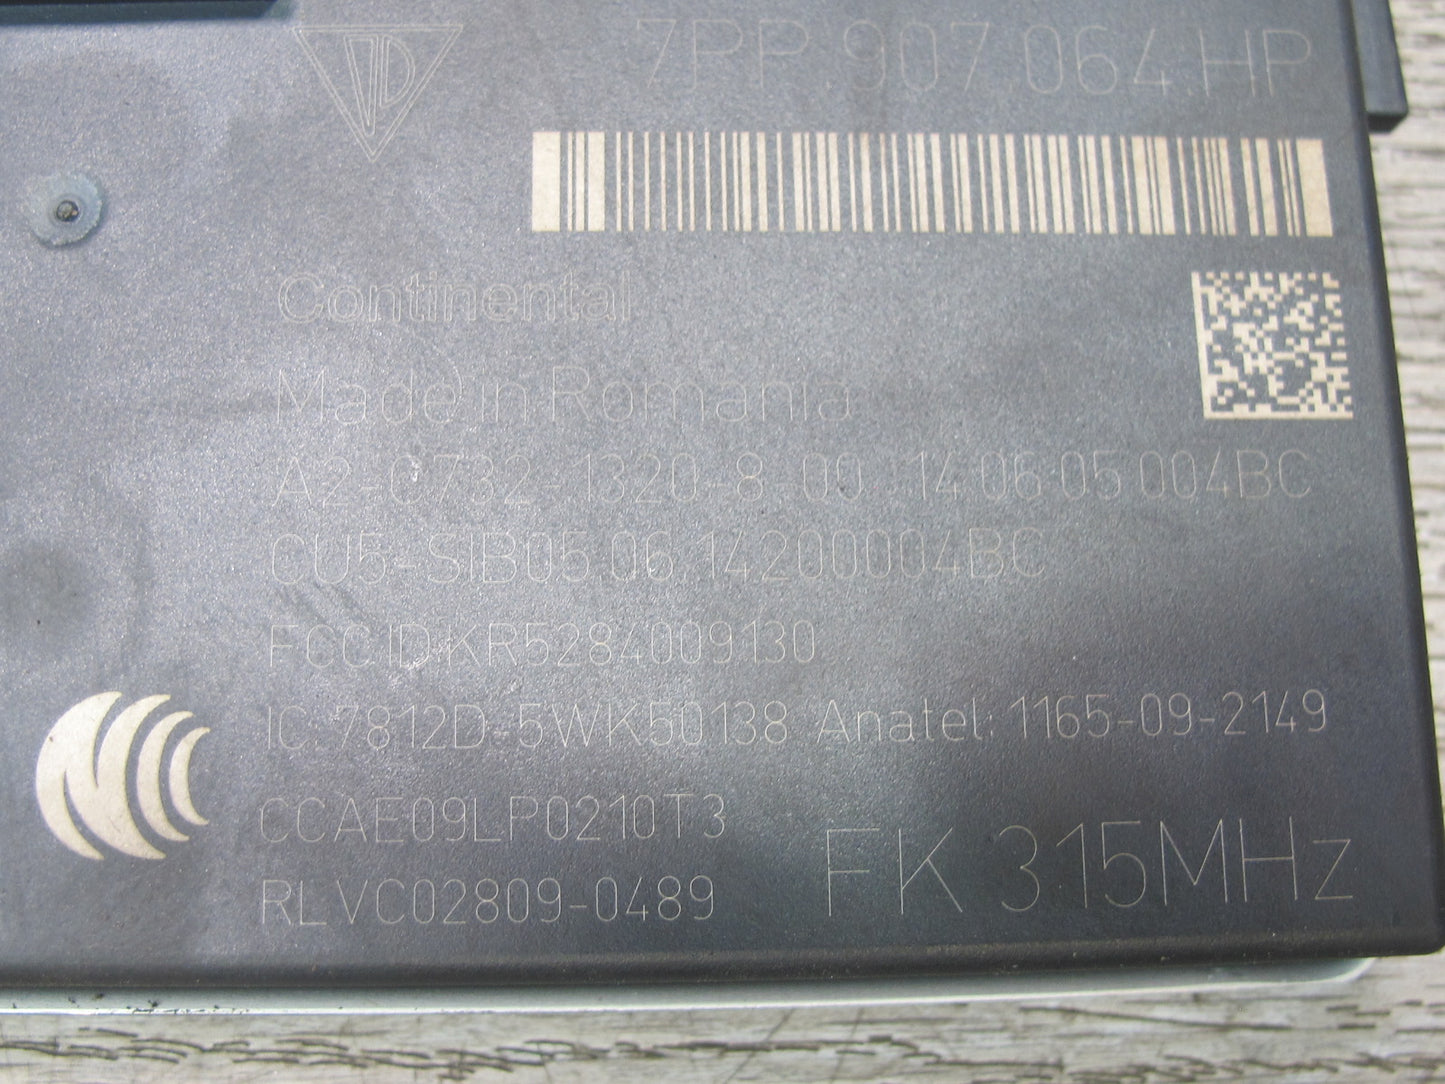 7PP.907.064.HP
Continental
Made in Romania
A2-C732-1320-8 00 14.06.05 004BC
CU5-SIB05.06.14200004BC
FCC ID:KR5284009130
IC:7812D-5WK50138 Anatel: 1165-09-2149
CCAE09LP0210T3
RLVC02809-0489
FK 315MHz